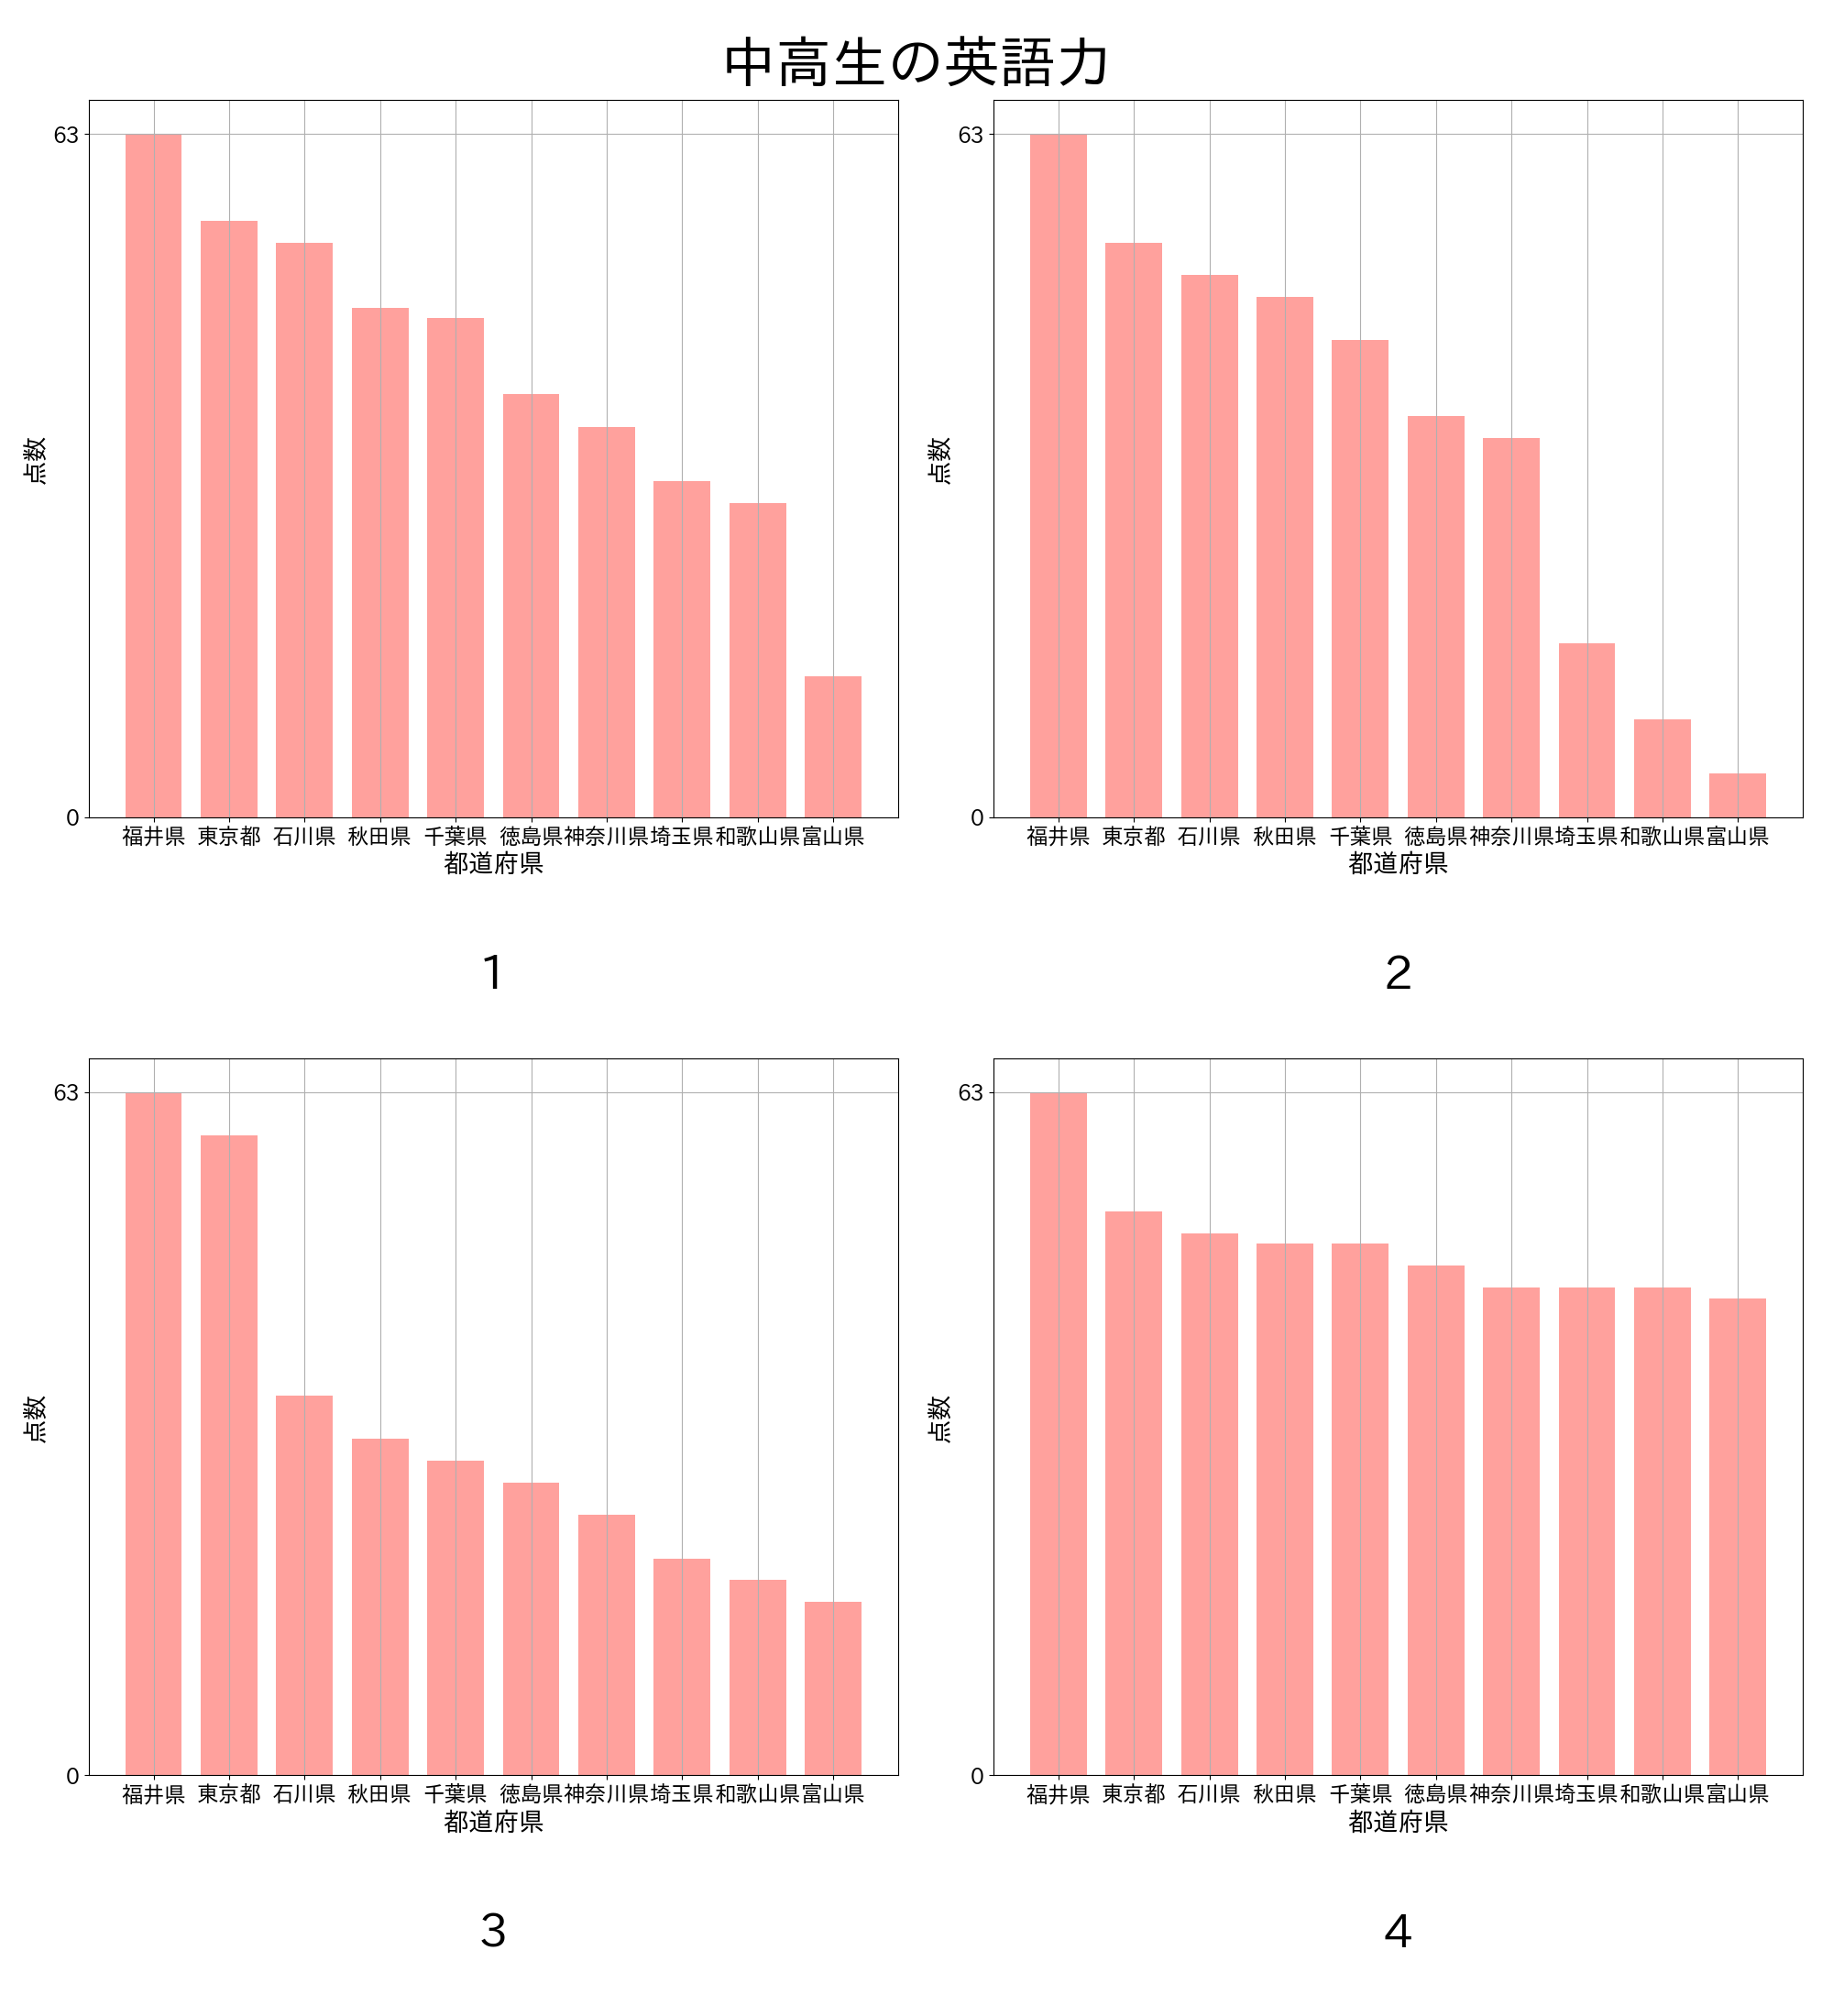 中高生の英語力
63
0
点数
福井県 東京都 石川県 秋田県 千葉県 徳島県 神奈川県 埼玉県 和歌山県 富山県
都道府県
1
63
0
点数
福井県 東京都 石川県 秋田県 千葉県 徳島県 神奈川県 埼玉県 和歌山県 富山県
都道府県
2
63
0
点数
福井県 東京都 石川県 秋田県 千葉県 徳島県 神奈川県 埼玉県 和歌山県 富山県
都道府県
3
63
0
点数
福井県 東京都 石川県 秋田県 千葉県 徳島県 神奈川県 埼玉県 和歌山県 富山県
都道府県
4